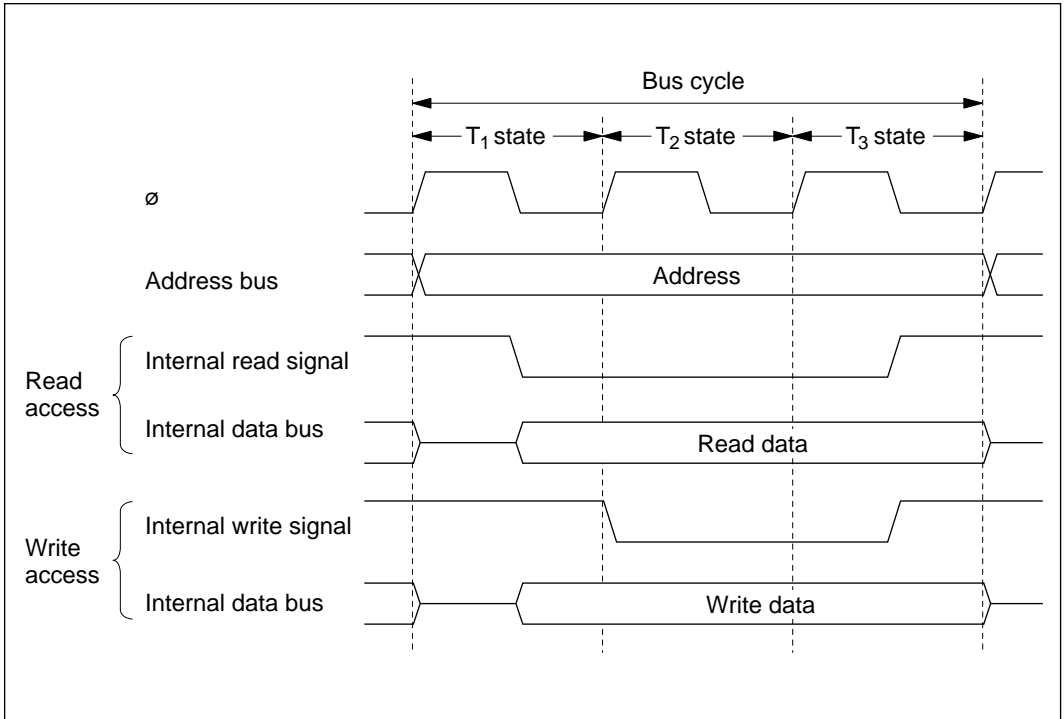 Bus cycle
T₁ state
T₂ state
T₃ state
ø
Address bus
Address
Read
access
Internal read signal
Internal data bus
Read data
Write
access
Internal write signal
Internal data bus
Write data